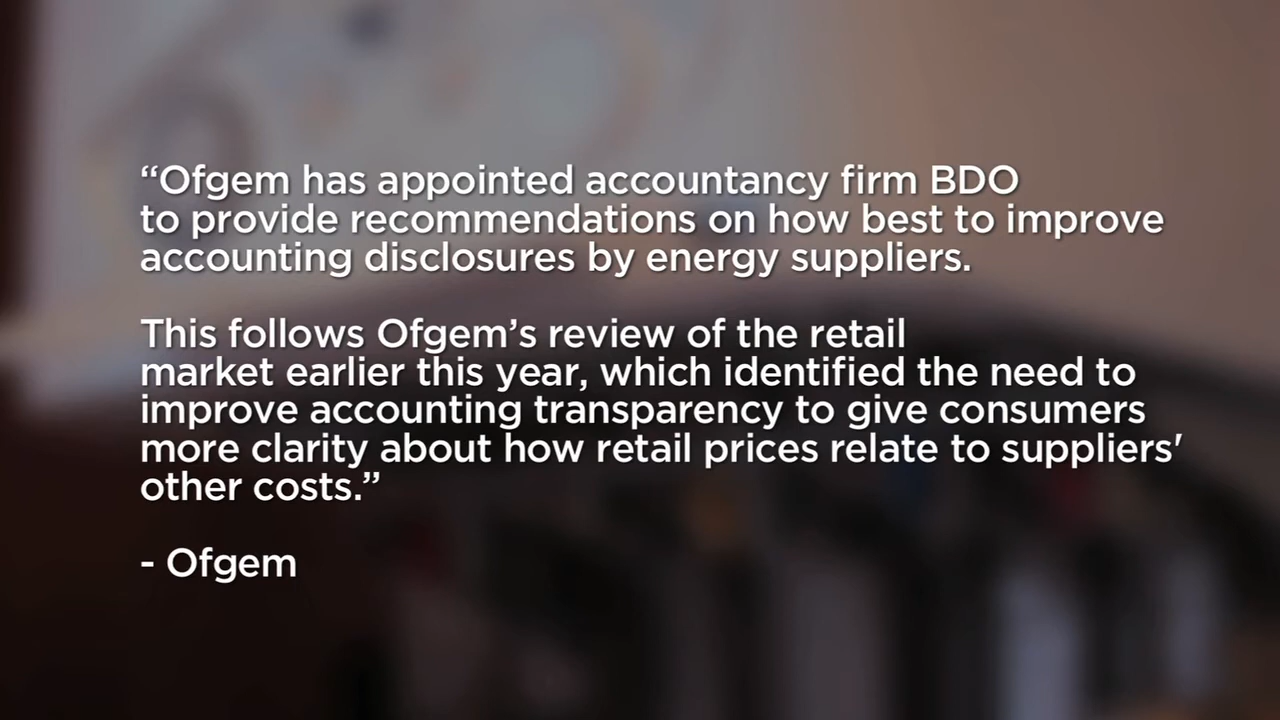 “Ofgem has appointed accountancy firm BDO
to provide recommendations on how best to improve
accounting disclosures by energy suppliers.
This follows Ofgem’s review of the retail
market earlier this year, which identified the need to
improve accounting transparency to give consumers
more clarity about how retail prices relate to suppliers'
other costs.”
- Ofgem